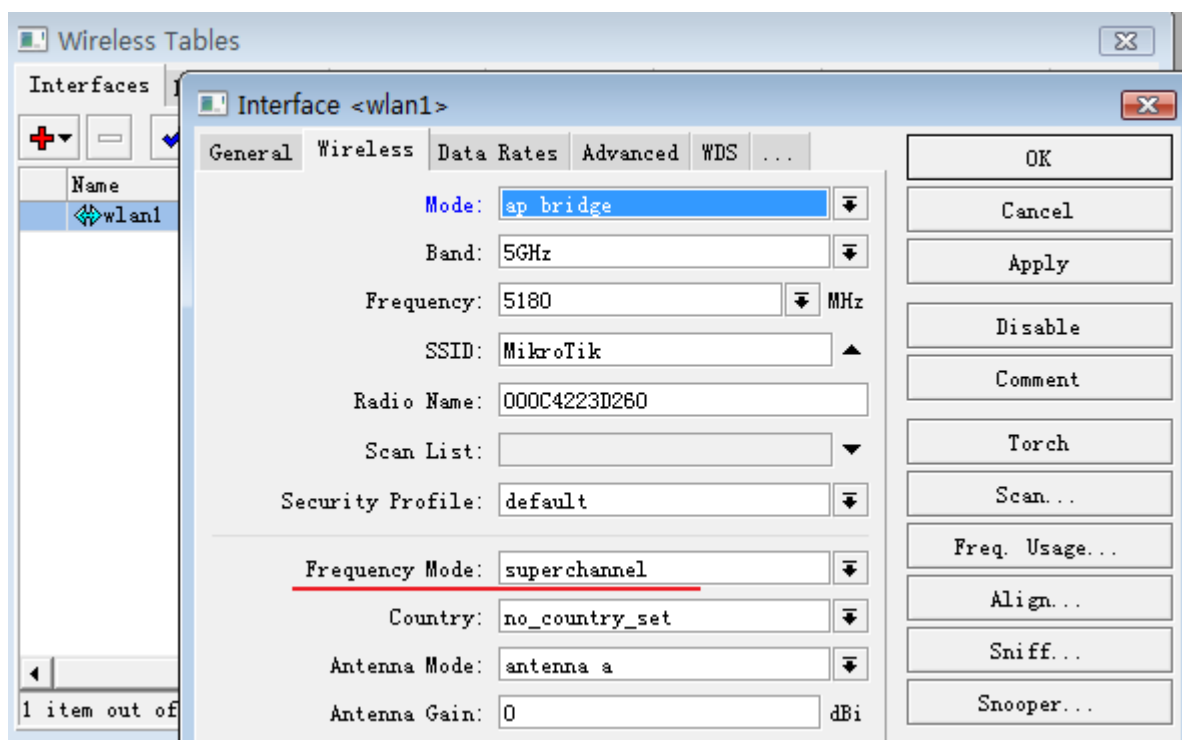 Wireless Tables
Interfaces
Interface <wlan1>
General Wireless Data Rates Advanced WDS ...
Name
wlan1
Mode: ap bridge
Band: 5GHz
Frequency: 5180 MHz
SSID: MikroTik
Radio Name: 000C4223D260
Scan List:
Security Profile: default
Frequency Mode: superchannel
Country: no_country_set
Antenna Mode: antenna a
Antenna Gain: 0 dBi
OK
Cancel
Apply
Disable
Comment
Torch
Scan...
Freq. Usage...
Align...
Sniff...
Snooper...
1 item out of